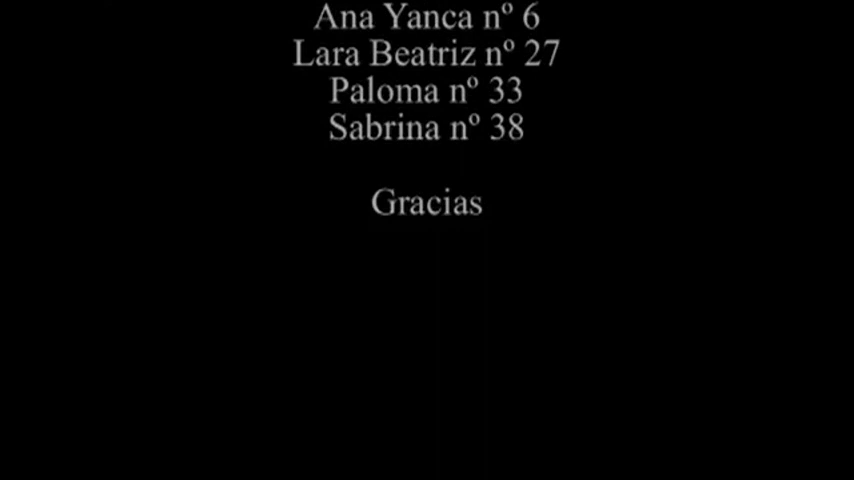 Ana Yanca nº 6
Lara Beatriz nº 27
Paloma nº 33
Sabrina nº 38
Gracias